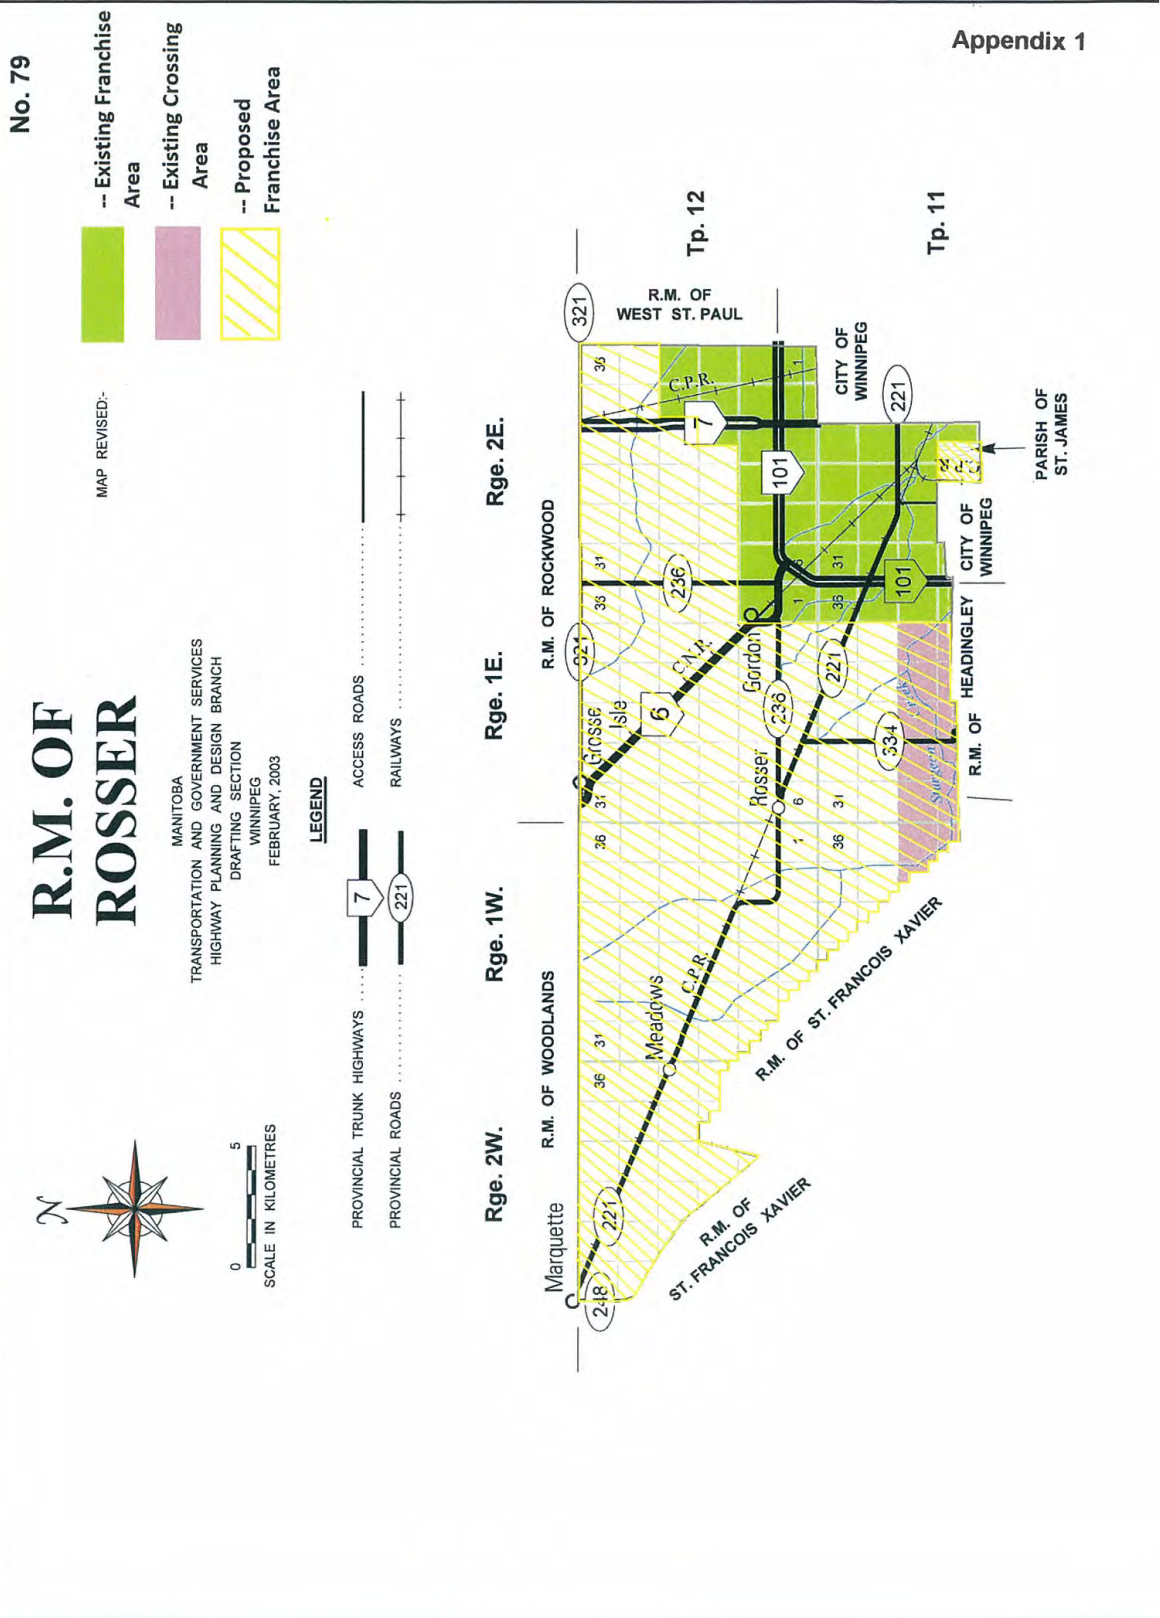 Appendix 1
No. 79
R.M. OF
ROSSER
MANITOBA
TRANSPORTATION AND GOVERNMENT SERVICES
HIGHWAY PLANNING AND DESIGN BRANCH
DRAFTING SECTION
WINNIPEG
FEBRUARY, 2003
MAP REVISED:-
-- Existing Franchise
Area
-- Existing Crossing
Area
-- Proposed
Franchise Area
N
0 5
SCALE IN KILOMETRES
LEGEND
PROVINCIAL TRUNK HIGHWAYS .... 7
ACCESS ROADS
PROVINCIAL ROADS .......... 221
RAILWAYS
Rge. 2W.
Rge. 1W.
Rge. 1E.
Rge. 2E.
R.M. OF WOODLANDS
R.M. OF ROCKWOOD
Marquette
248
221
36
31
36
31
321
36
31
36
321
Grosse
Isle
6
C.N.R.
236
7
C.P.R.
R.M. OF
WEST ST. PAUL
Tp. 12
Meadows
C.P.R.
Rosser
236
Gordon
101
1
6
1
6
1
36
31
36
31
221
334
101
221
CITY OF
WINNIPEG
Tp. 11
Sturgeon
Creek
R.M. OF
ST. FRANCOIS XAVIER
R.M. OF ST. FRANCOIS XAVIER
R.M. OF HEADINGLEY
CITY OF
WINNIPEG
PARISH OF
ST. JAMES